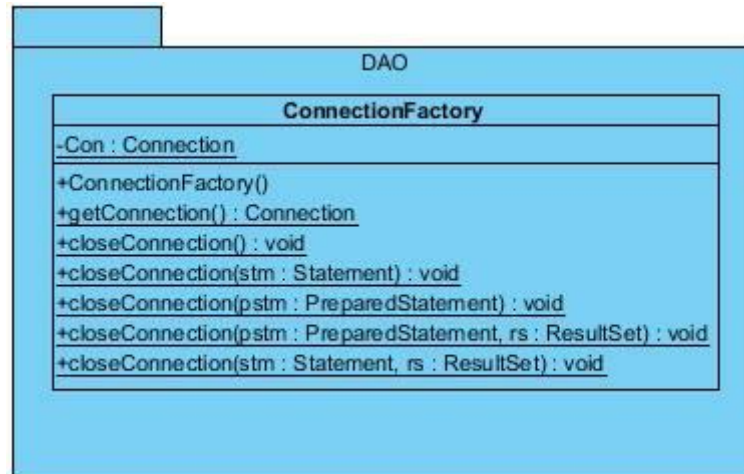 DAO
ConnectionFactory
-Con : Connection
+ConnectionFactory()
+getConnection() : Connection
+closeConnection() : void
+closeConnection(stm : Statement) : void
+closeConnection(pstm : PreparedStatement) : void
+closeConnection(pstm : PreparedStatement, rs : ResultSet) : void
+closeConnection(stm : Statement, rs : ResultSet) : void